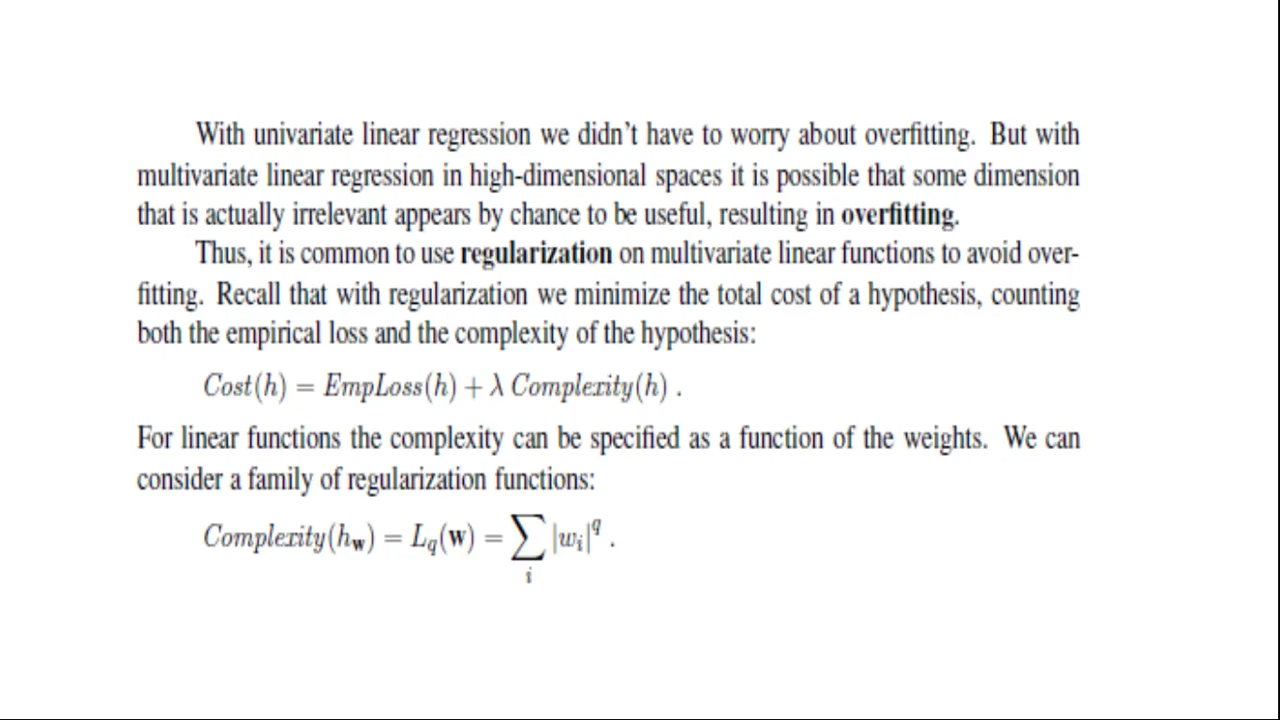 With univariate linear regression we didn't have to worry about overfitting. But with
multivariate linear regression in high-dimensional spaces it is possible that some dimension
that is actually irrelevant appears by chance to be useful, resulting in overfitting.
Thus, it is common to use regularization on multivariate linear functions to avoid over-
fitting. Recall that with regularization we minimize the total cost of a hypothesis, counting
both the empirical loss and the complexity of the hypothesis:
Cost(h) = EmpLoss(h) + λ Complexity(h) .
For linear functions the complexity can be specified as a function of the weights. We can
consider a family of regularization functions:
Complexity(h_w) = L_q(w) = ∑_i |w_i|^q .